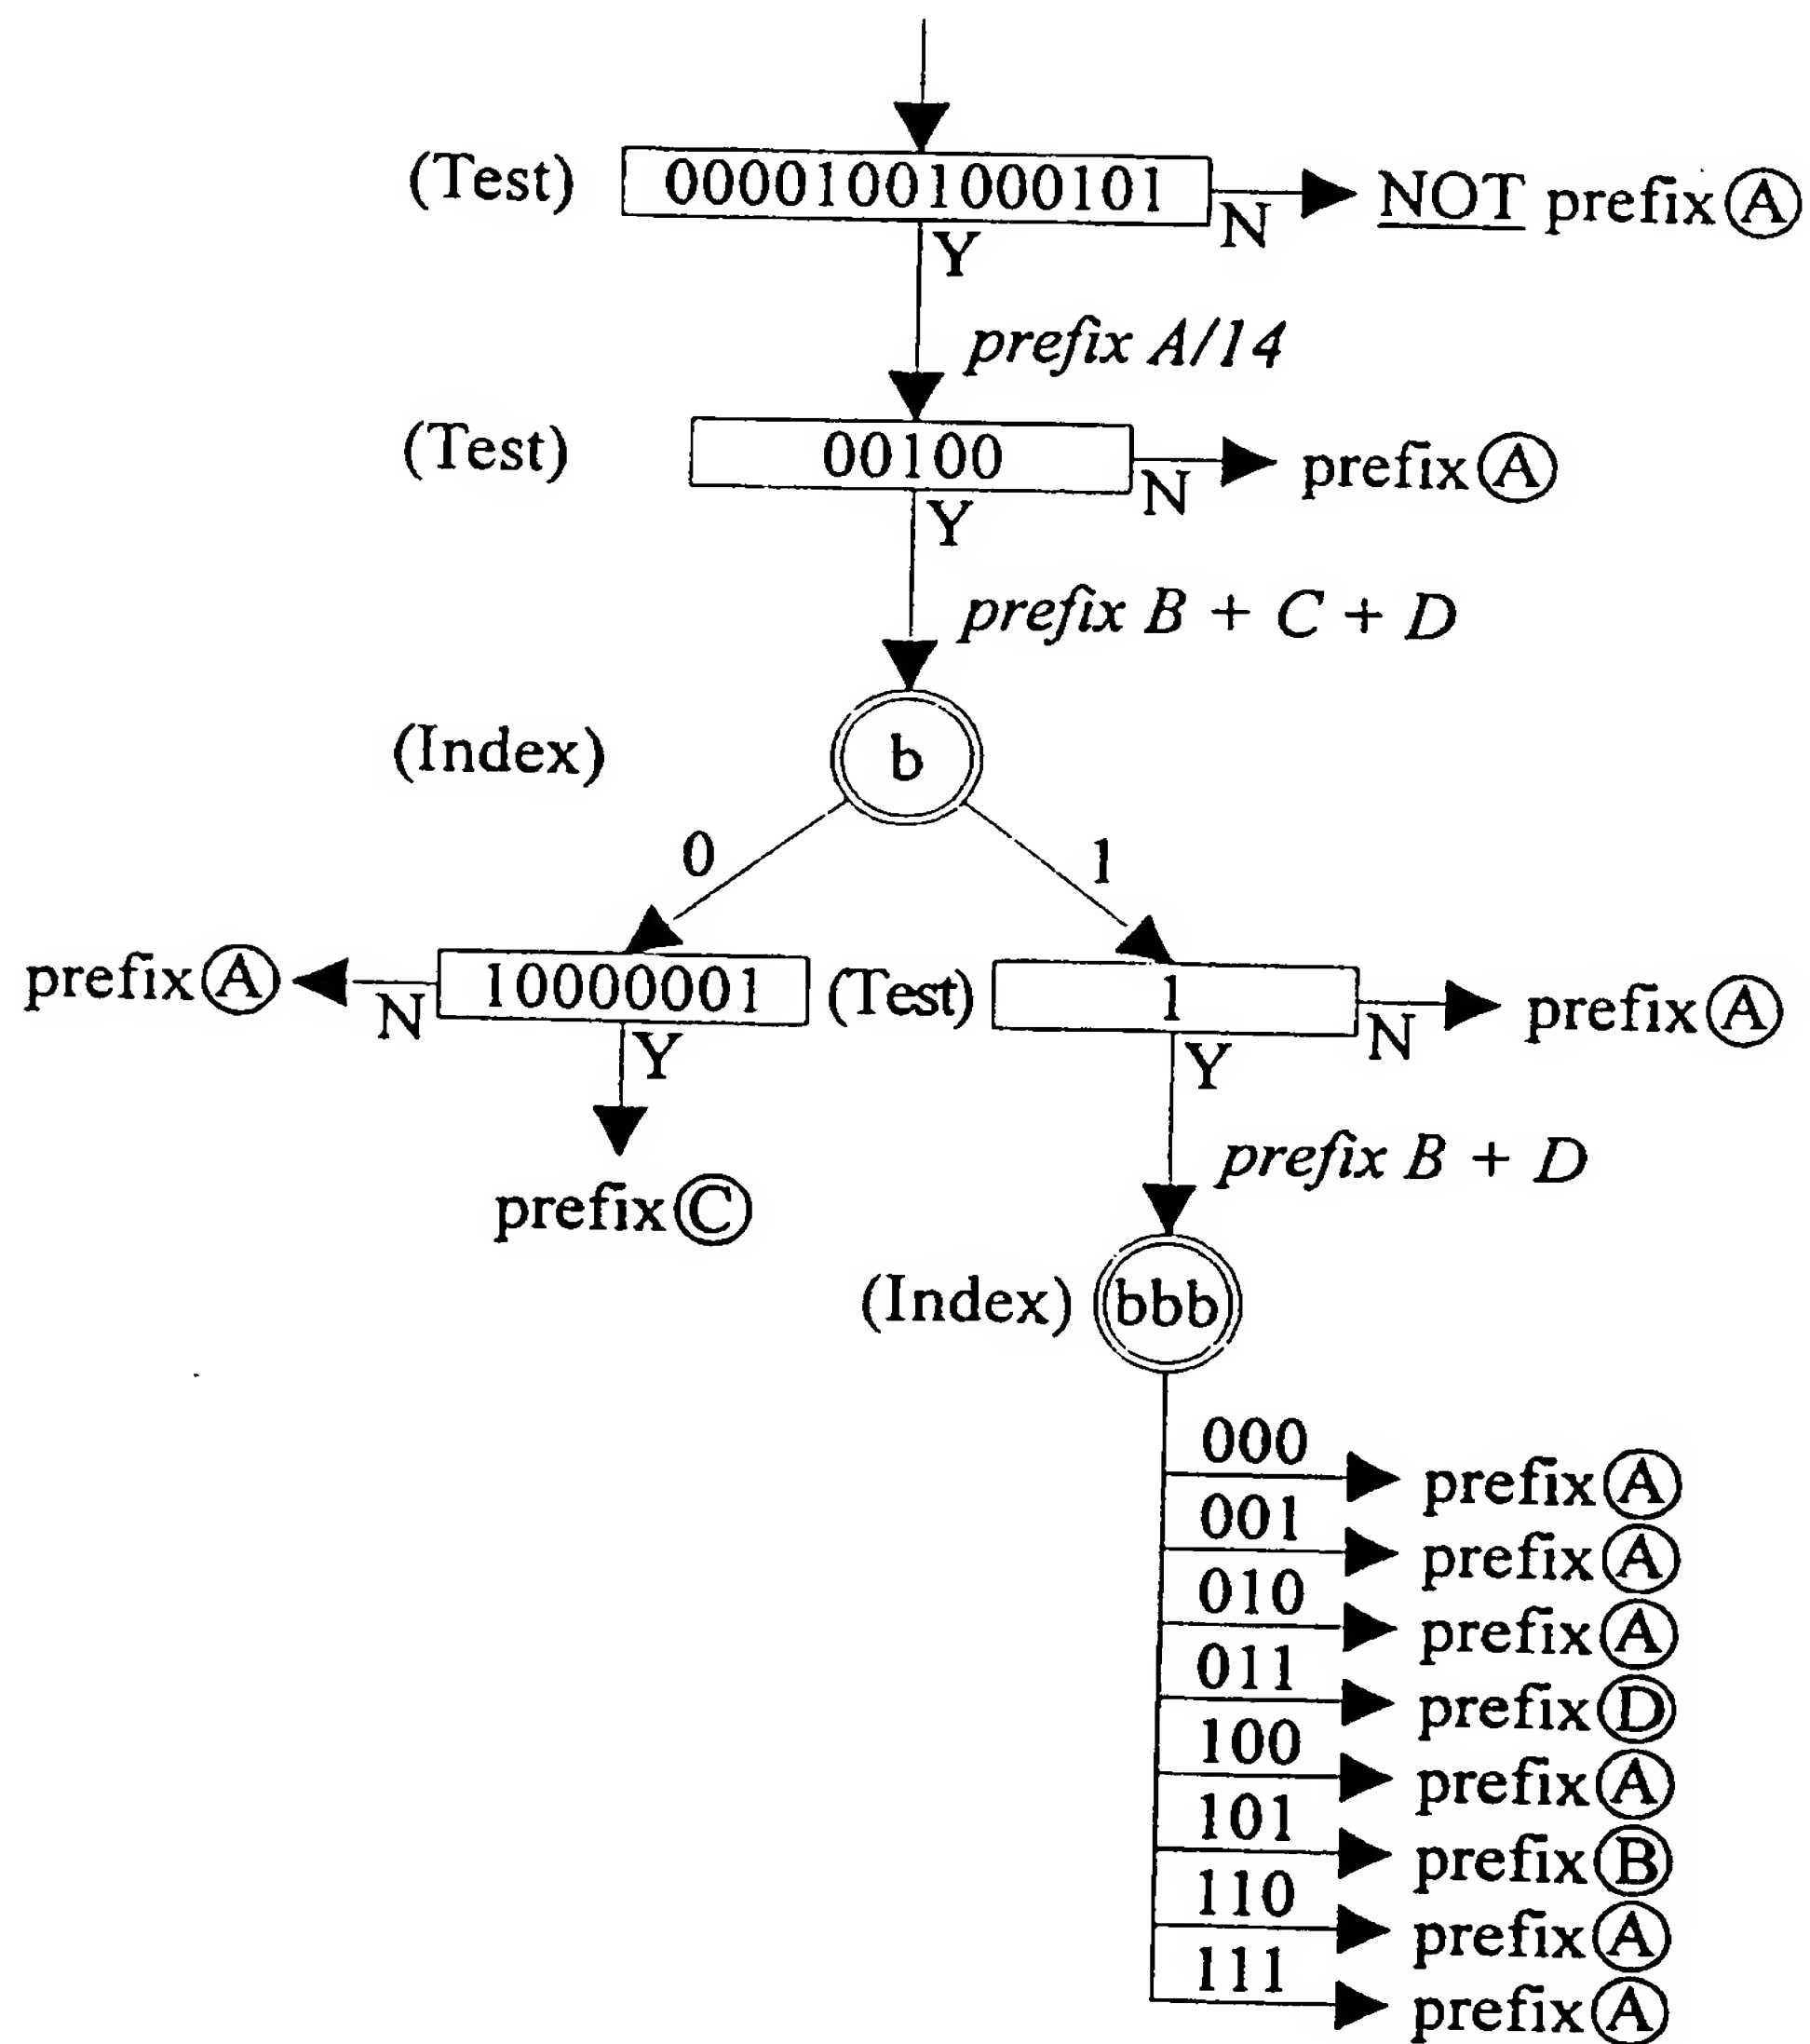 (Test) 00001001000101 N NOT prefix Ⓐ
Y
prefix A/14
(Test) 00100 N prefix Ⓐ
Y
prefix B + C + D
(Index) b
0 1
prefix Ⓐ N 10000001 (Test) 1 N prefix Ⓐ
Y Y
prefix B + D
prefix Ⓒ
(Index) bbb
000 prefix Ⓐ
001 prefix Ⓐ
010 prefix Ⓐ
011 prefix Ⓓ
100 prefix Ⓐ
101 prefix Ⓑ
110 prefix Ⓐ
111 prefix Ⓐ